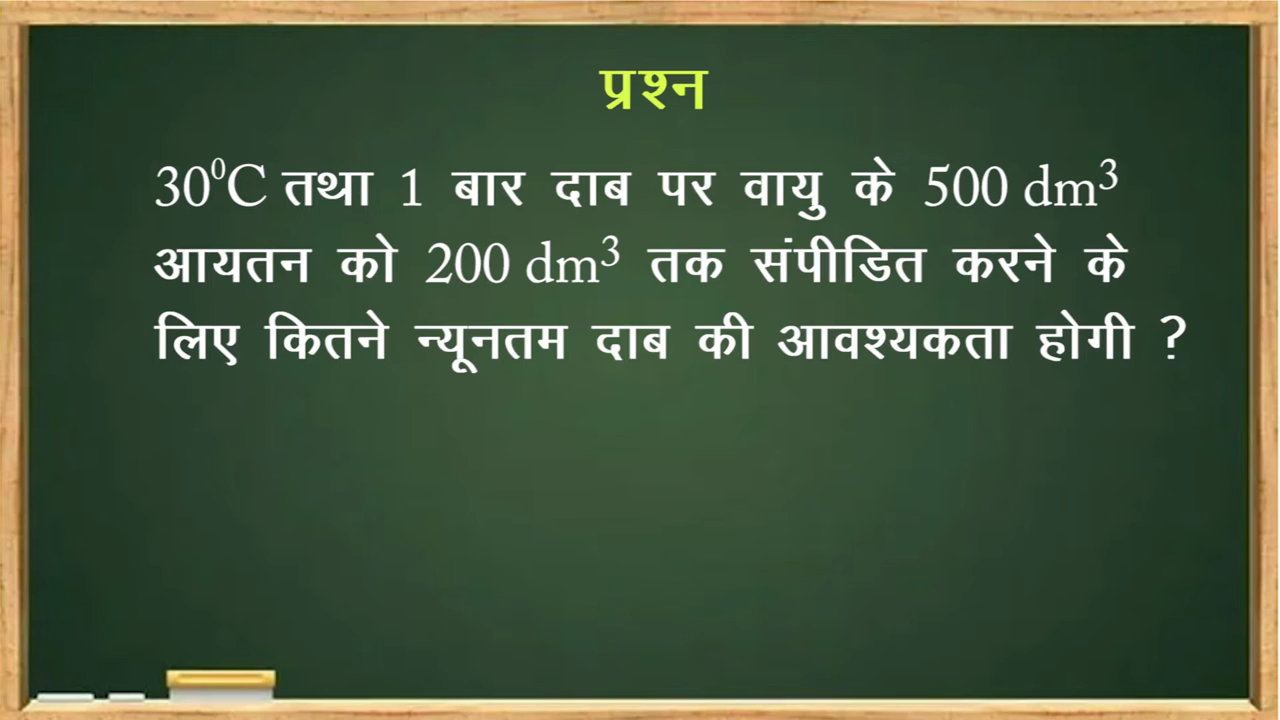 प्रश्न
30⁰C तथा 1 बार दाब पर वायु के 500 dm³
आयतन को 200 dm³ तक संपीडित करने के
लिए कितने न्यूनतम दाब की आवश्यकता होगी ?